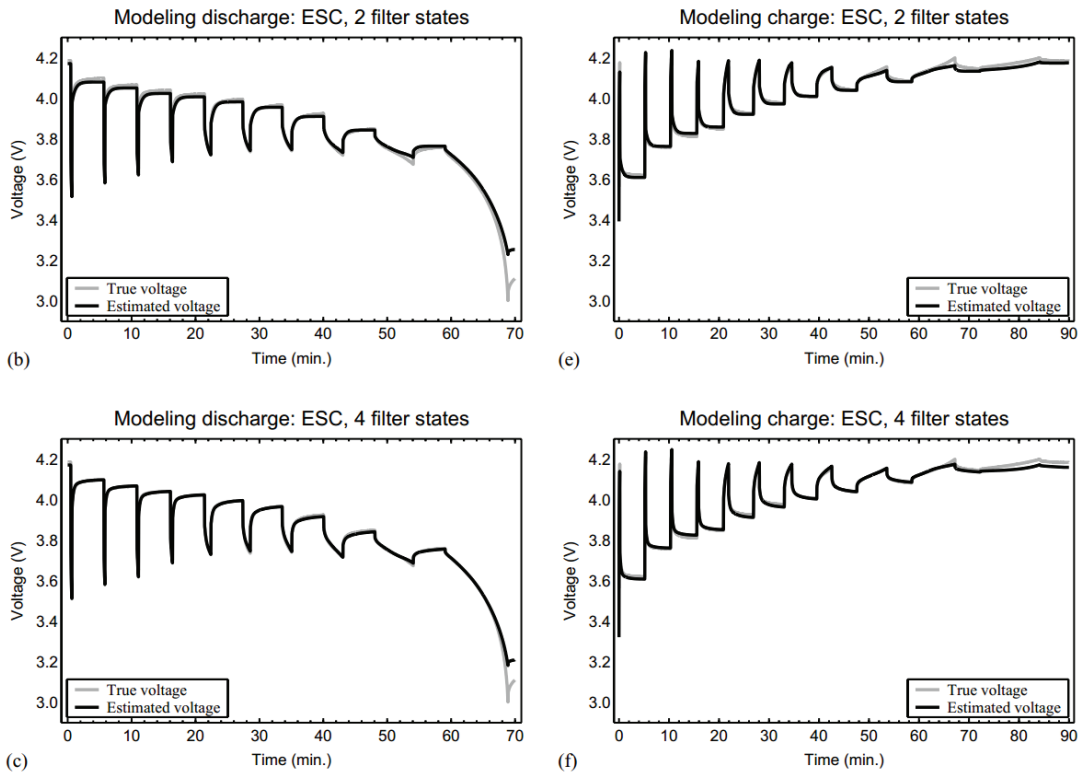 Modeling discharge: ESC, 2 filter states
Voltage (V)
4.2
4.0
3.8
3.6
3.4
3.2
3.0
True voltage
Estimated voltage
0 10 20 30 40 50 60 70
Time (min.)
(b)
Modeling charge: ESC, 2 filter states
Voltage (V)
4.2
4.0
3.8
3.6
3.4
3.2
3.0
True voltage
Estimated voltage
0 10 20 30 40 50 60 70 80 90
Time (min.)
(e)
Modeling discharge: ESC, 4 filter states
Voltage (V)
4.2
4.0
3.8
3.6
3.4
3.2
3.0
True voltage
Estimated voltage
0 10 20 30 40 50 60 70
Time (min.)
(c)
Modeling charge: ESC, 4 filter states
Voltage (V)
4.2
4.0
3.8
3.6
3.4
3.2
3.0
True voltage
Estimated voltage
0 10 20 30 40 50 60 70 80 90
Time (min.)
(f)